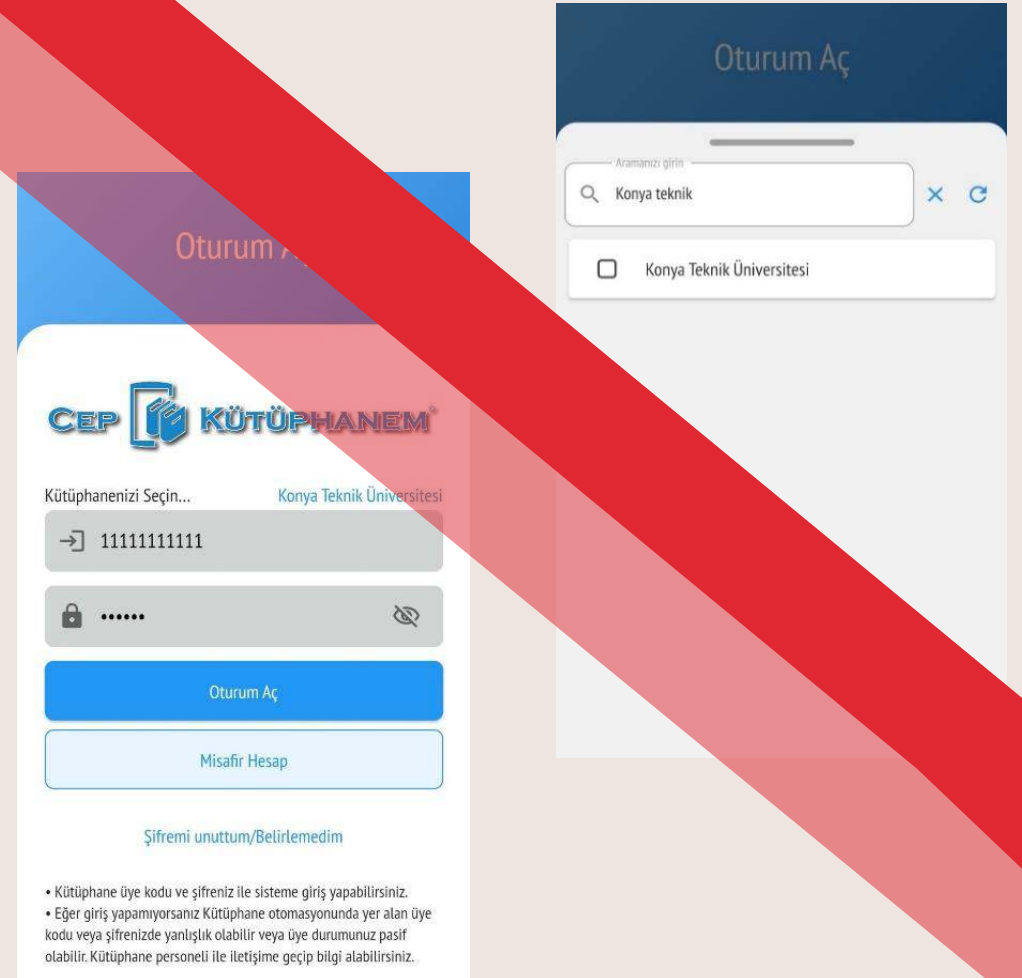 Oturum Aç
CEP KÜTÜPHANEM®
Kütüphanenizi Seçin... Konya Teknik Üniversitesi
11111111111
••••••
Oturum Aç
Misafir Hesap
Şifremi unuttum/Belirlemedim
• Kütüphane üye kodu ve şifreniz ile sisteme giriş yapabilirsiniz.
• Eğer giriş yapamıyorsanız Kütüphane otomasyonunda yer alan üye
kodu veya şifrenizde yanlışlık olabilir veya üye durumunuz pasif
olabilir. Kütüphane personeli ile iletişime geçip bilgi alabilirsiniz.
Oturum Aç
Aramanızı girin
Konya teknik
Konya Teknik Üniversitesi